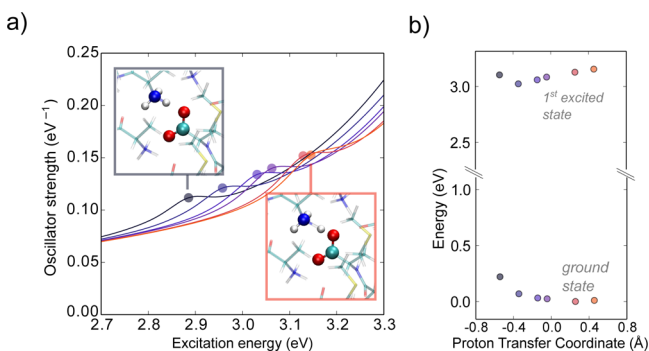 a)
Oscillator strength (eV⁻¹)
0.25
0.20
0.15
0.10
0.05
0.00
2.7 2.8 2.9 3.0 3.1 3.2 3.3
Excitation energy (eV)
b)
Energy (eV)
3.0
2.5
1.0
0.5
0.0
1st excited
state
ground
state
-0.8 -0.4 0.0 0.4 0.8
Proton Transfer Coordinate (Å)